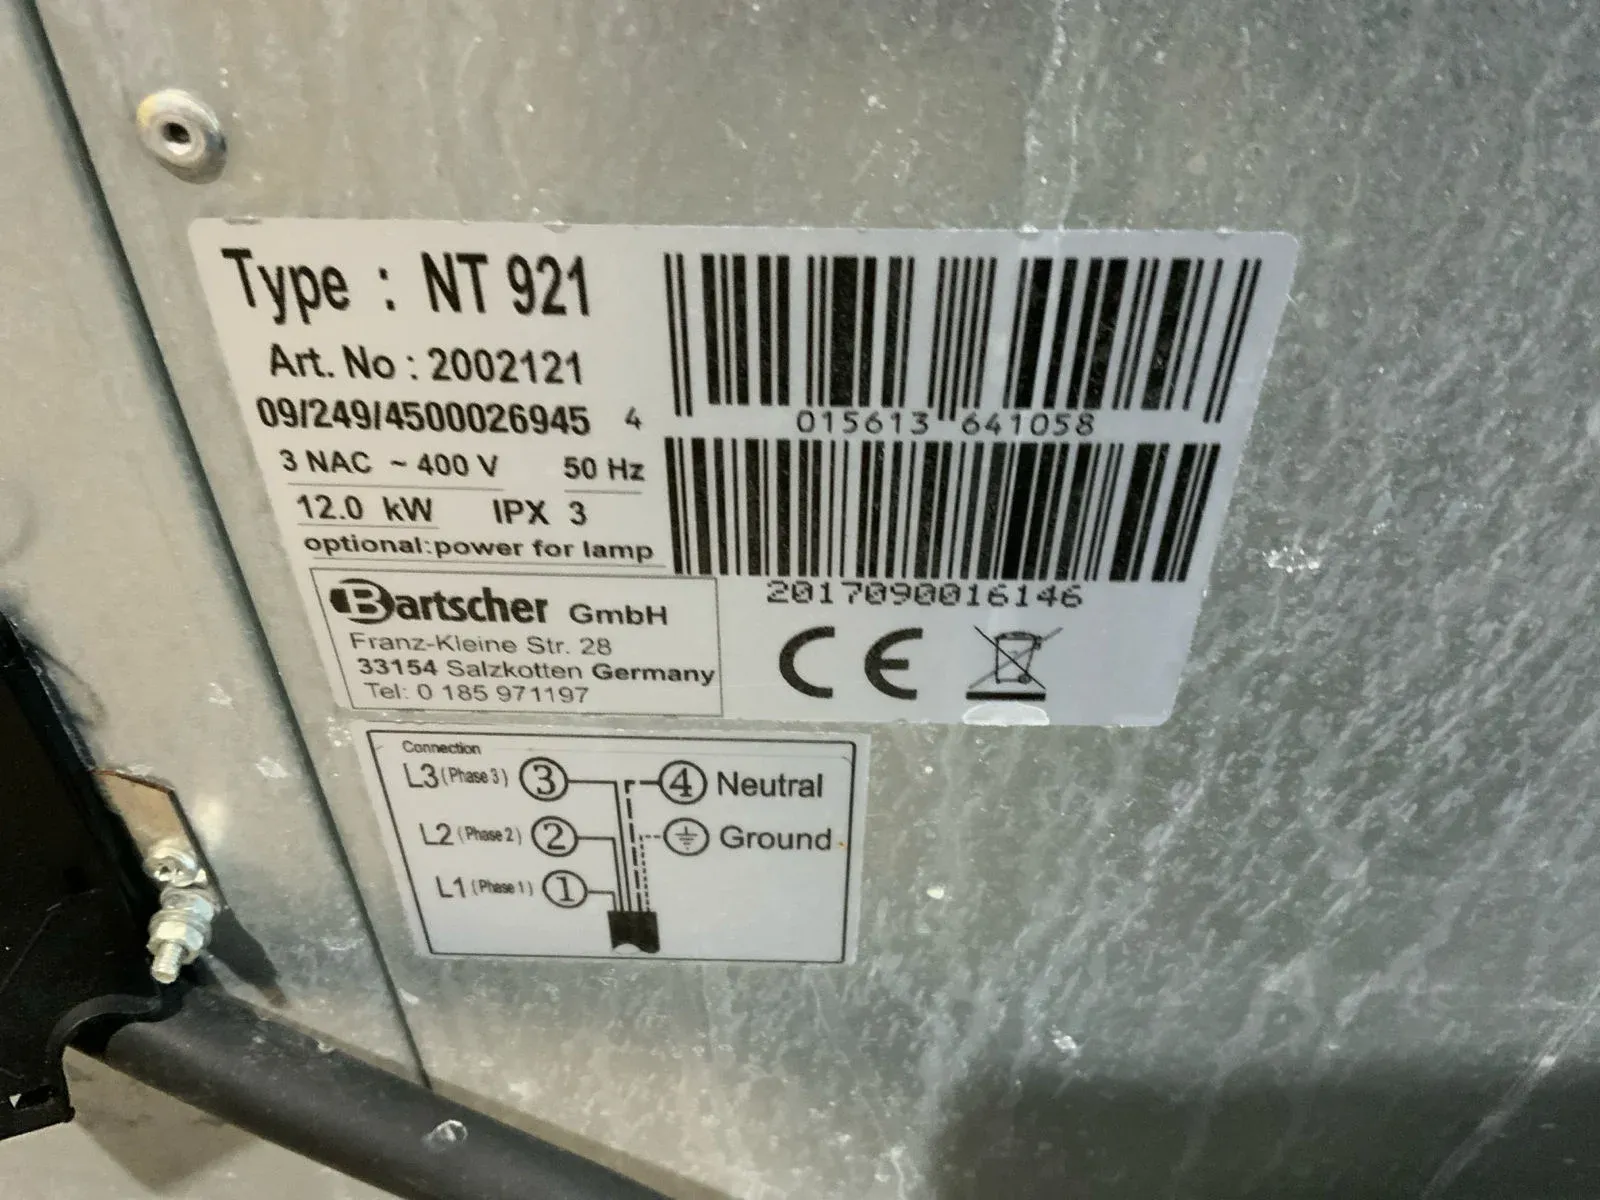 Type : NT 921
Art. No : 2002121
09/249/4500026945
4 015613 641058
3 NAC ~ 400 V 50 Hz
12.0 kW IPX 3
optional:power for lamp
2017090016146
Bartscher GmbH
Franz-Kleine Str. 28
33154 Salzkotten Germany
Tel: 0 185 971197
CE
Connection
L3 (Phase 3) 3 4 Neutral
L2 (Phase 2) 2 Ground
L1 (Phase 1) 1